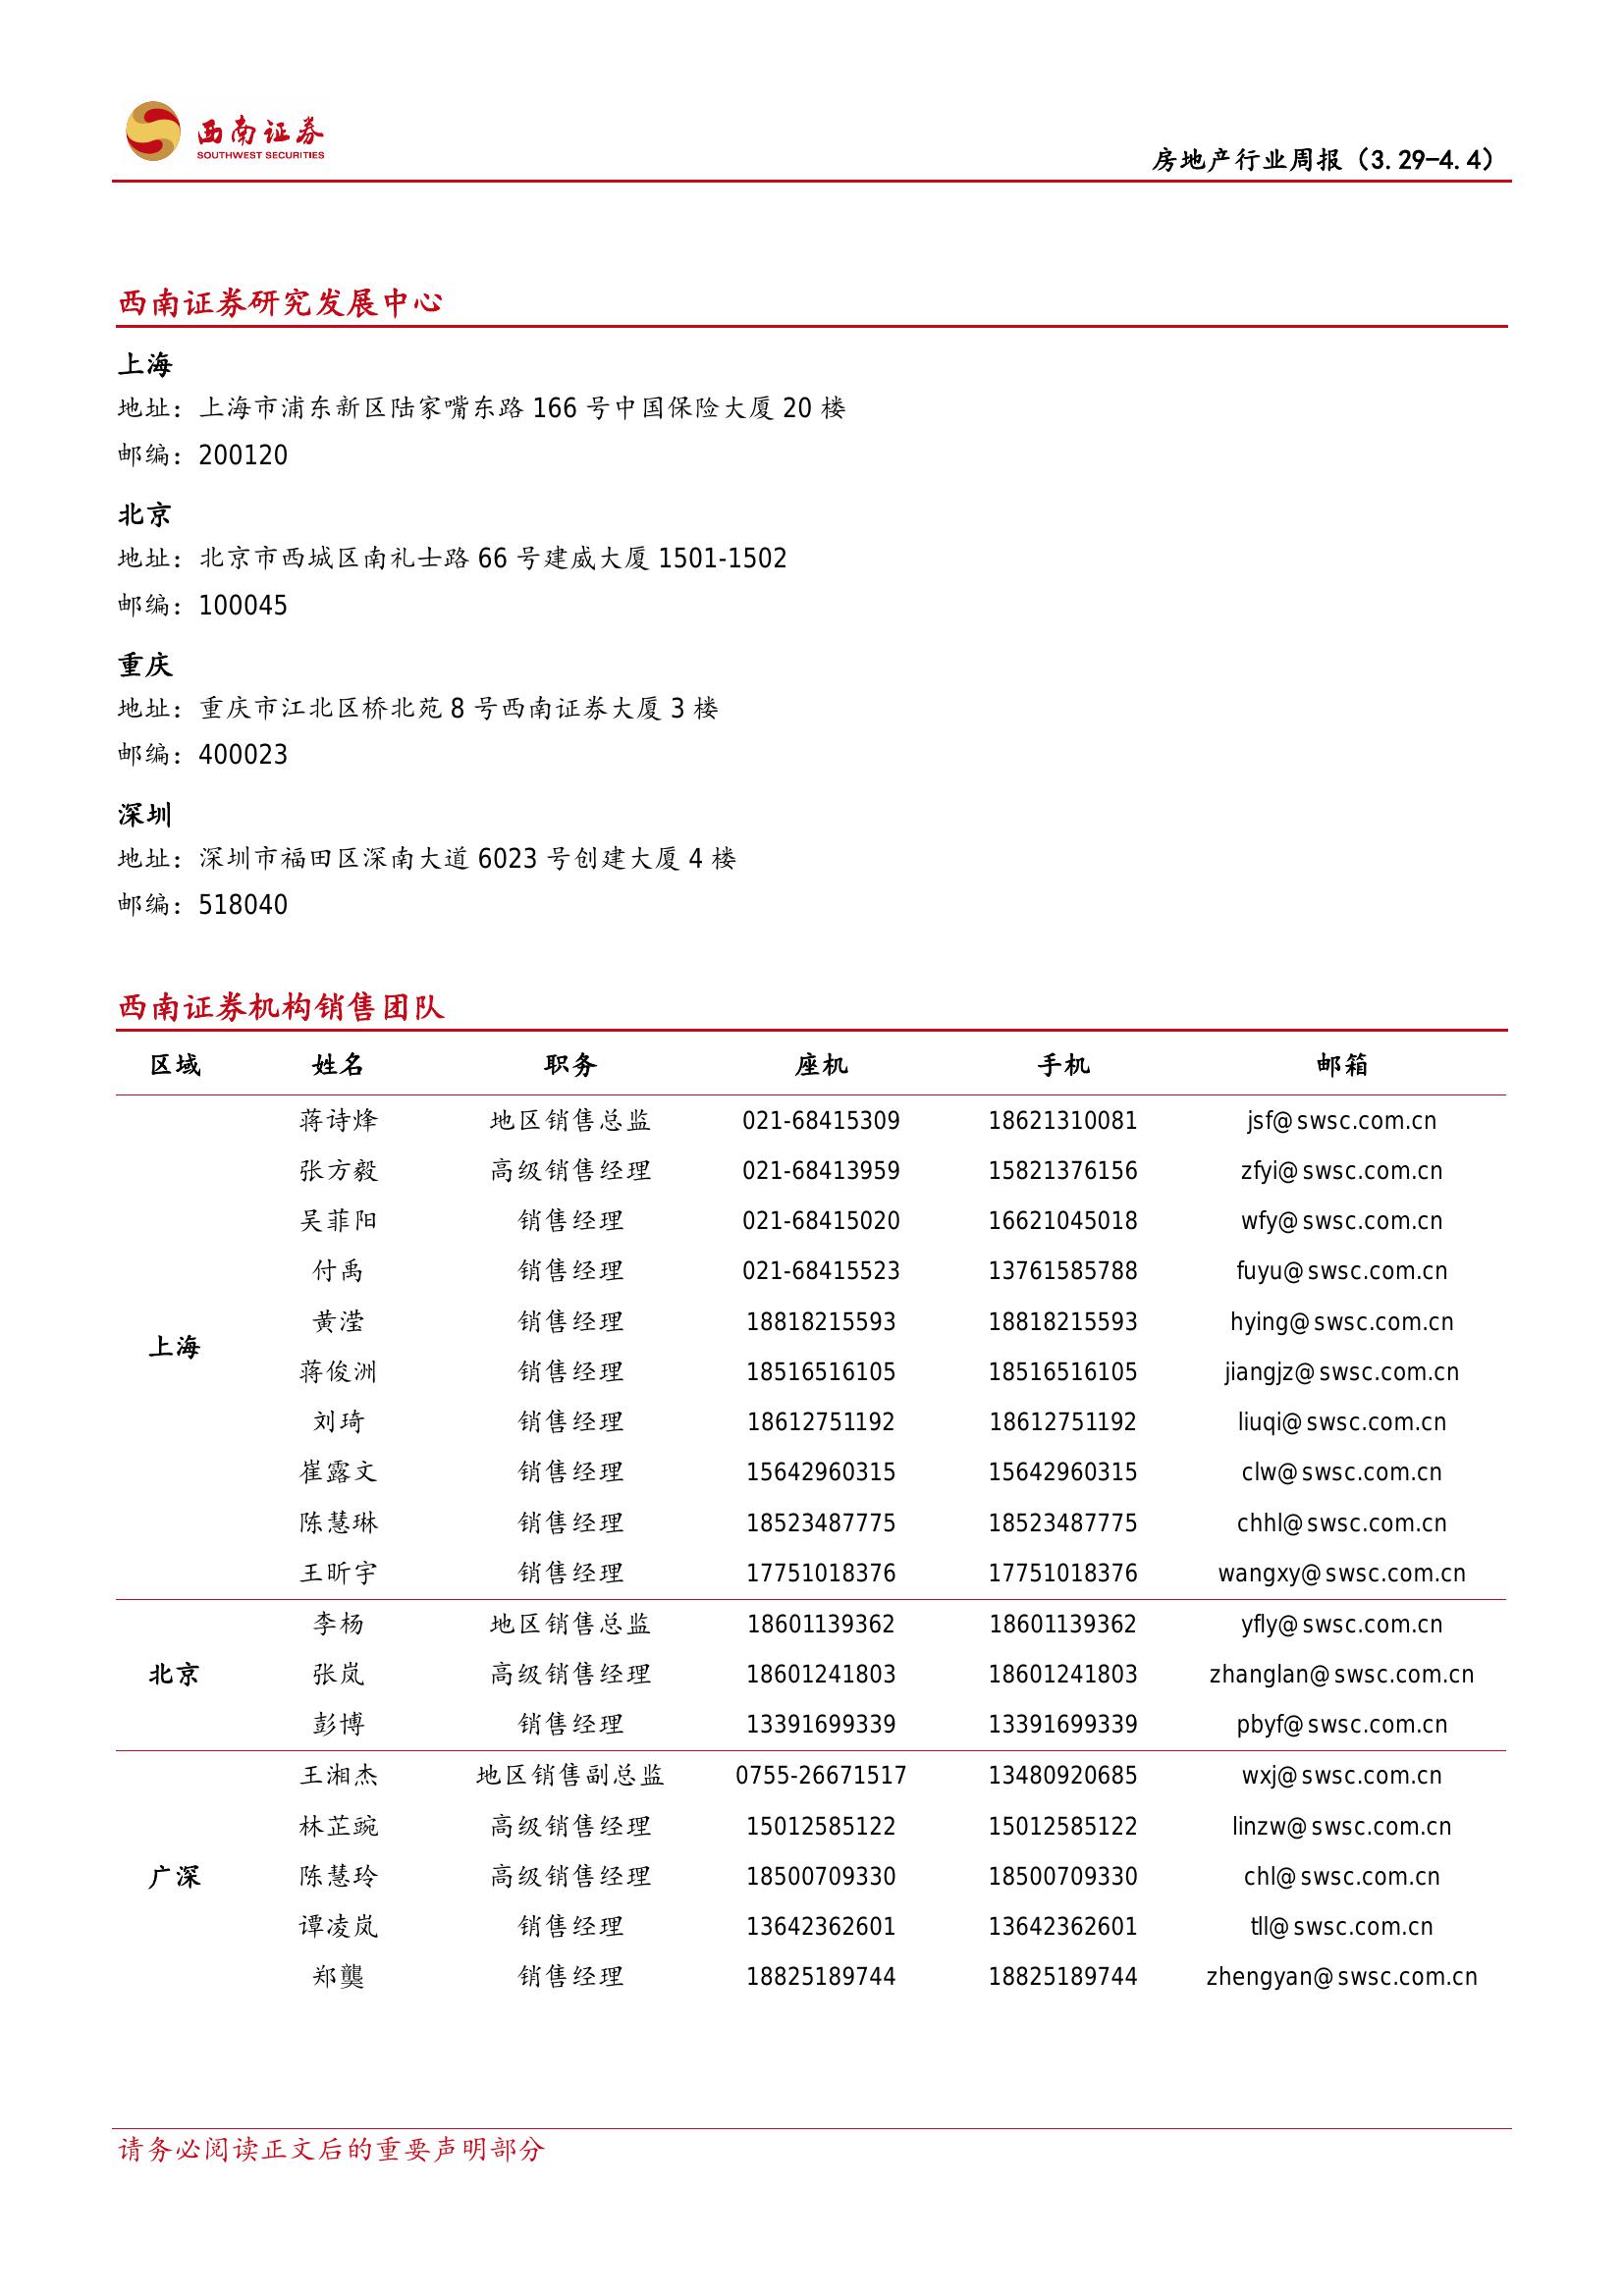 西南证券
SOUTHWEST SECURITIES
房地产行业周报（3.29-4.4）
西南证券研究发展中心
上海
地址：上海市浦东新区陆家嘴东路 166 号中国保险大厦 20 楼
邮编：200120
北京
地址：北京市西城区南礼士路 66 号建威大厦 1501-1502
邮编：100045
重庆
地址：重庆市江北区桥北苑 8 号西南证券大厦 3 楼
邮编：400023
深圳
地址：深圳市福田区深南大道 6023 号创建大厦 4 楼
邮编：518040
西南证券机构销售团队
区域 姓名 职务 座机 手机 邮箱
蒋诗烽 地区销售总监 021-68415309 18621310081 jsf@swsc.com.cn
张方毅 高级销售经理 021-68413959 15821376156 zfyi@swsc.com.cn
吴菲阳 销售经理 021-68415020 16621045018 wfy@swsc.com.cn
付禹 销售经理 021-68415523 13761585788 fuyu@swsc.com.cn
黄滢 销售经理 18818215593 18818215593 hying@swsc.com.cn
上海
蒋俊洲 销售经理 18516516105 18516516105 jiangjz@swsc.com.cn
刘琦 销售经理 18612751192 18612751192 liuqi@swsc.com.cn
崔露文 销售经理 15642960315 15642960315 clw@swsc.com.cn
陈慧琳 销售经理 18523487775 18523487775 chhl@swsc.com.cn
王昕宇 销售经理 17751018376 17751018376 wangxy@swsc.com.cn
李杨 地区销售总监 18601139362 18601139362 yfly@swsc.com.cn
北京 张岚 高级销售经理 18601241803 18601241803 zhanglan@swsc.com.cn
彭博 销售经理 13391699339 13391699339 pbyf@swsc.com.cn
王湘杰 地区销售副总监 0755-26671517 13480920685 wxj@swsc.com.cn
林芷豌 高级销售经理 15012585122 15012585122 linzw@swsc.com.cn
广深 陈慧玲 高级销售经理 18500709330 18500709330 chl@swsc.com.cn
谭凌岚 销售经理 13642362601 13642362601 tll@swsc.com.cn
郑龑 销售经理 18825189744 18825189744 zhengyan@swsc.com.cn
请务必阅读正文后的重要声明部分